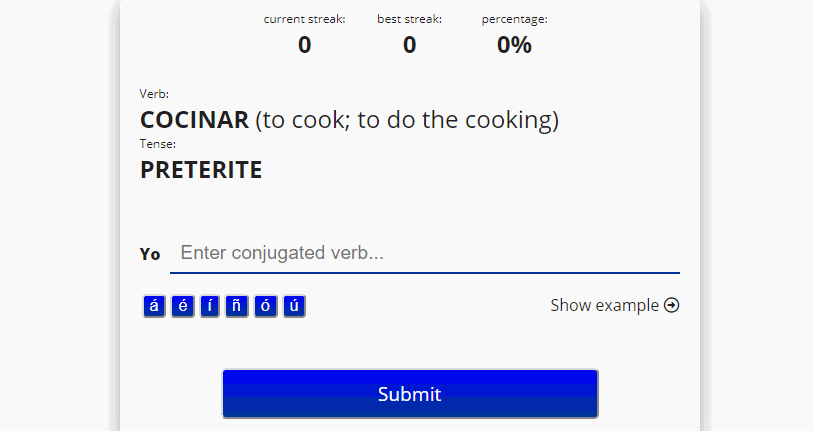 current streak: best streak: percentage:
0 0 0%
Verb:
COCINAR (to cook; to do the cooking)
Tense:
PRETERITE
Yo Enter conjugated verb...
á é í ñ ó ú Show example
Submit